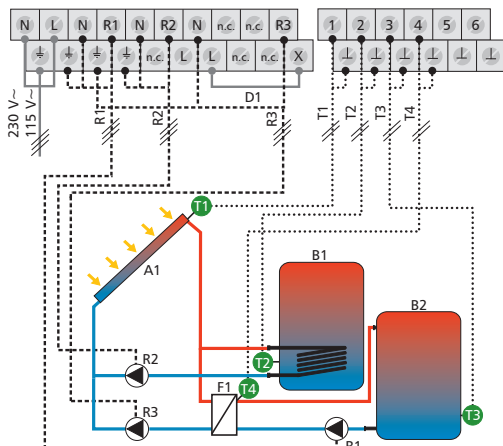 N L N R1 N R2 N n.c. n.c. R3
n.c. L L n.c. n.c. X
1 2 3 4 5 6
D1
230 V~
115 V~
R1
R2
R3
T1
T2
T3
T4
T1
A1
B1
B2
R2
T2
F1
T4
R3
T3
R1